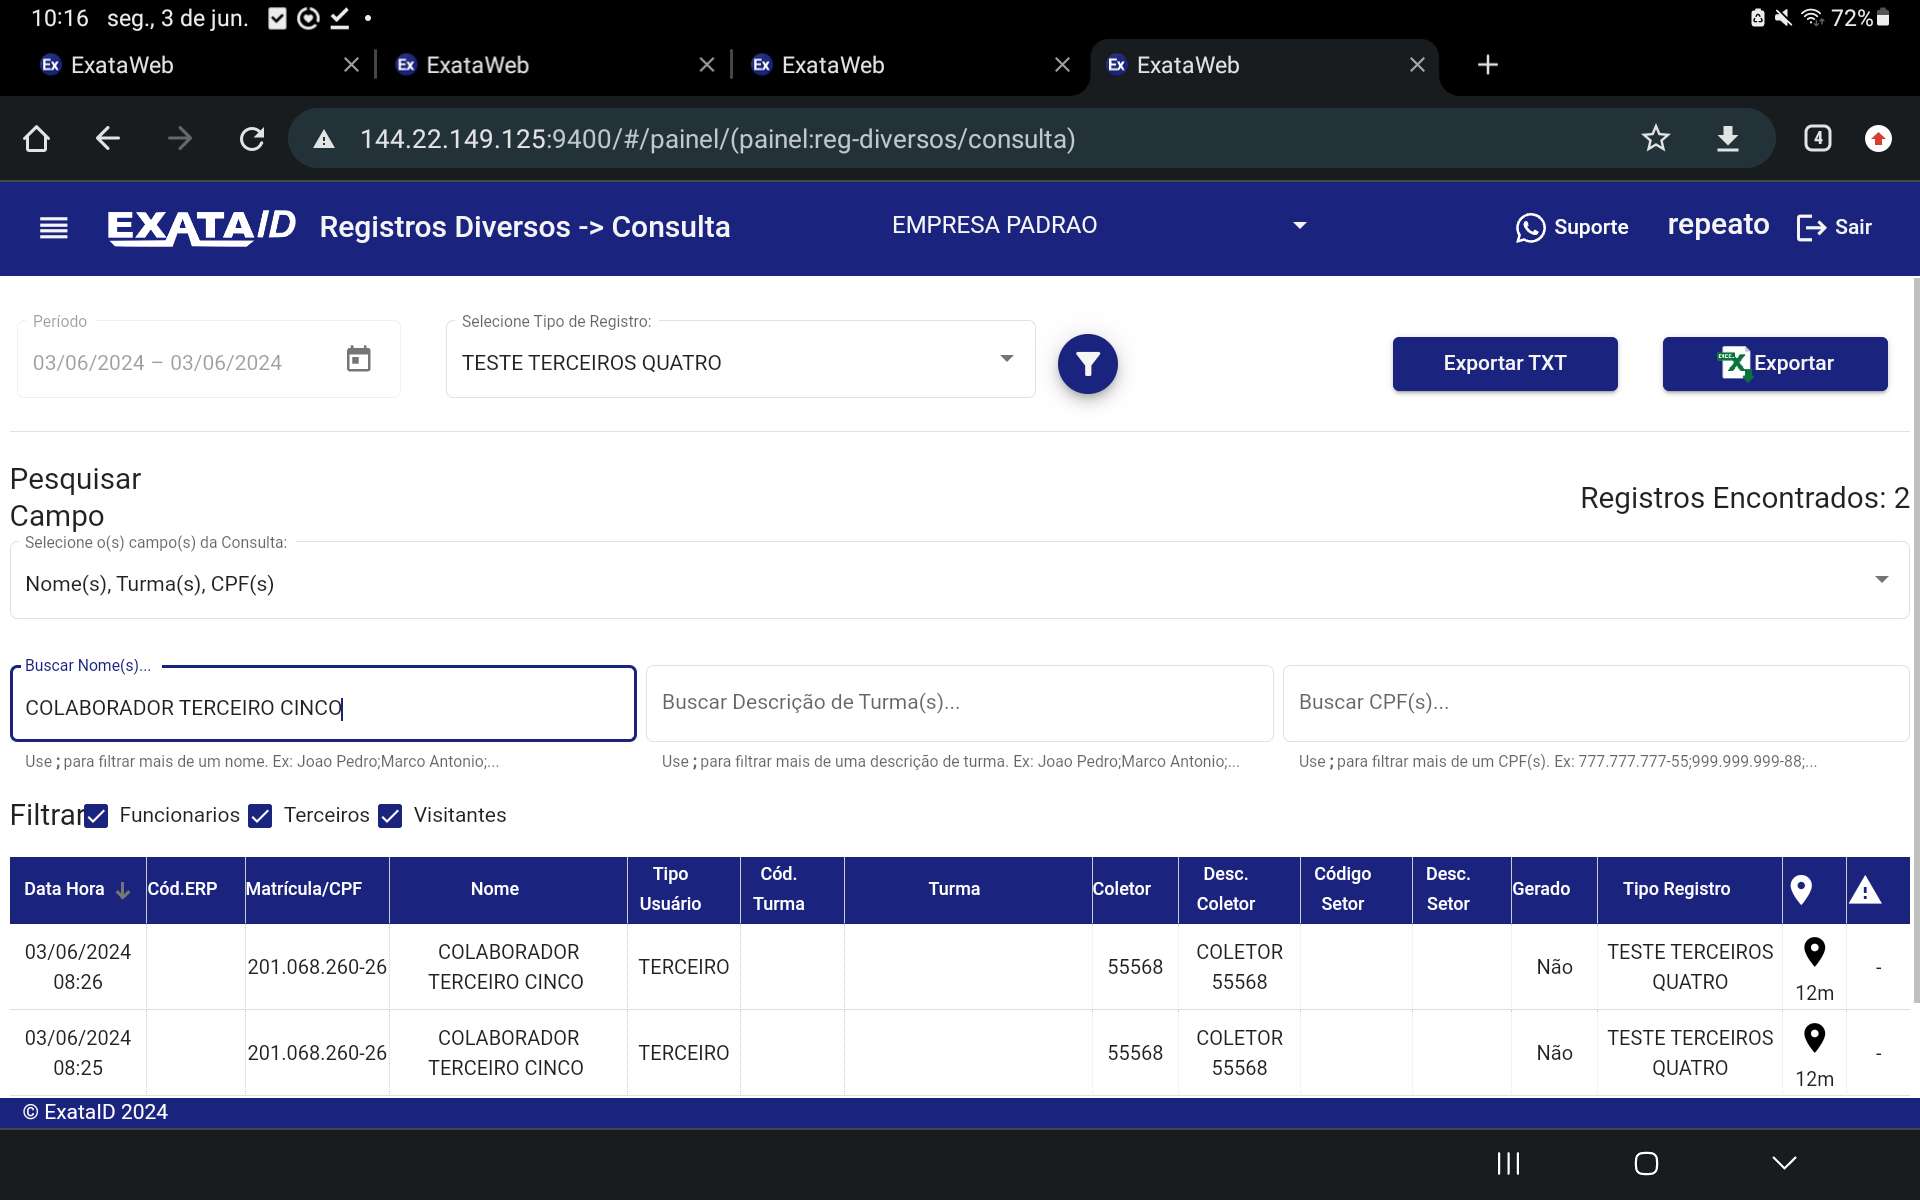 10:16 seg., 3 de jun.
72%
Ex ExataWeb
Ex ExataWeb
Ex ExataWeb
Ex ExataWeb
144.22.149.125:9400/#/painel/(painel:reg-diversos/consulta)
4
EXATA/ID Registros Diversos -> Consulta
EMPRESA PADRAO
Suporte
repeato
Sair
Período
03/06/2024 – 03/06/2024
Selecione Tipo de Registro:
TESTE TERCEIROS QUATRO
Exportar TXT
Exportar
Pesquisar
Campo
Registros Encontrados: 2
Selecione o(s) campo(s) da Consulta:
Nome(s), Turma(s), CPF(s)
Buscar Nome(s)...
COLABORADOR TERCEIRO CINCO
Buscar Descrição de Turma(s)...
Buscar CPF(s)...
Use ; para filtrar mais de um nome. Ex: Joao Pedro;Marco Antonio;...
Use ; para filtrar mais de uma descrição de turma. Ex: Joao Pedro;Marco Antonio;...
Use ; para filtrar mais de um CPF(s). Ex: 777.777.777-55;999.999.999-88;...
Filtrar Funcionarios Terceiros Visitantes
Data Hora Cód.ERP Matrícula/CPF Nome Tipo Usuário Cód. Turma Turma Coletor Desc. Coletor Código Setor Desc. Setor Gerado Tipo Registro
03/06/2024 08:26 201.068.260-26 COLABORADOR TERCEIRO CINCO TERCEIRO 55568 COLETOR 55568 Não TESTE TERCEIROS QUATRO 12m -
03/06/2024 08:25 201.068.260-26 COLABORADOR TERCEIRO CINCO TERCEIRO 55568 COLETOR 55568 Não TESTE TERCEIROS QUATRO 12m -
© ExataID 2024